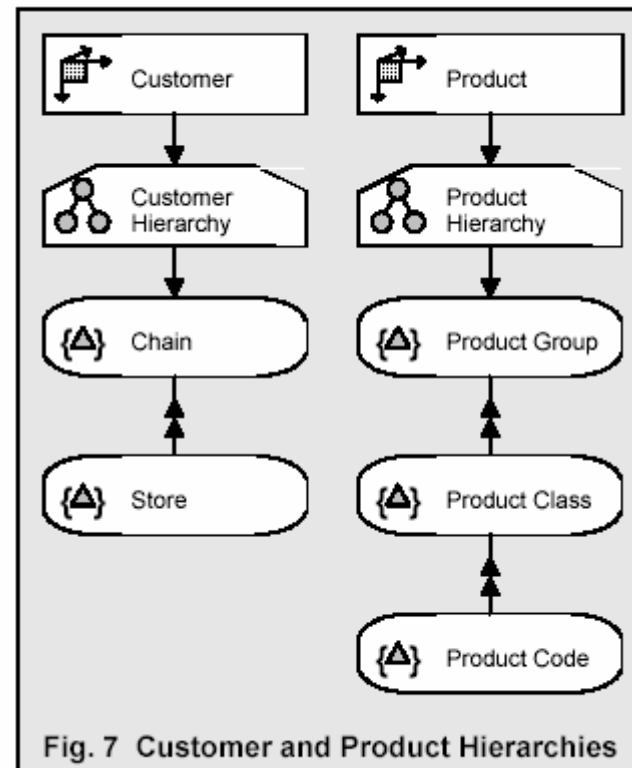 Customer
Product
Customer
Hierarchy
Product
Hierarchy
{△} Chain
{△} Product Group
{△} Store
{△} Product Class
{△} Product Code
Fig. 7 Customer and Product Hierarchies